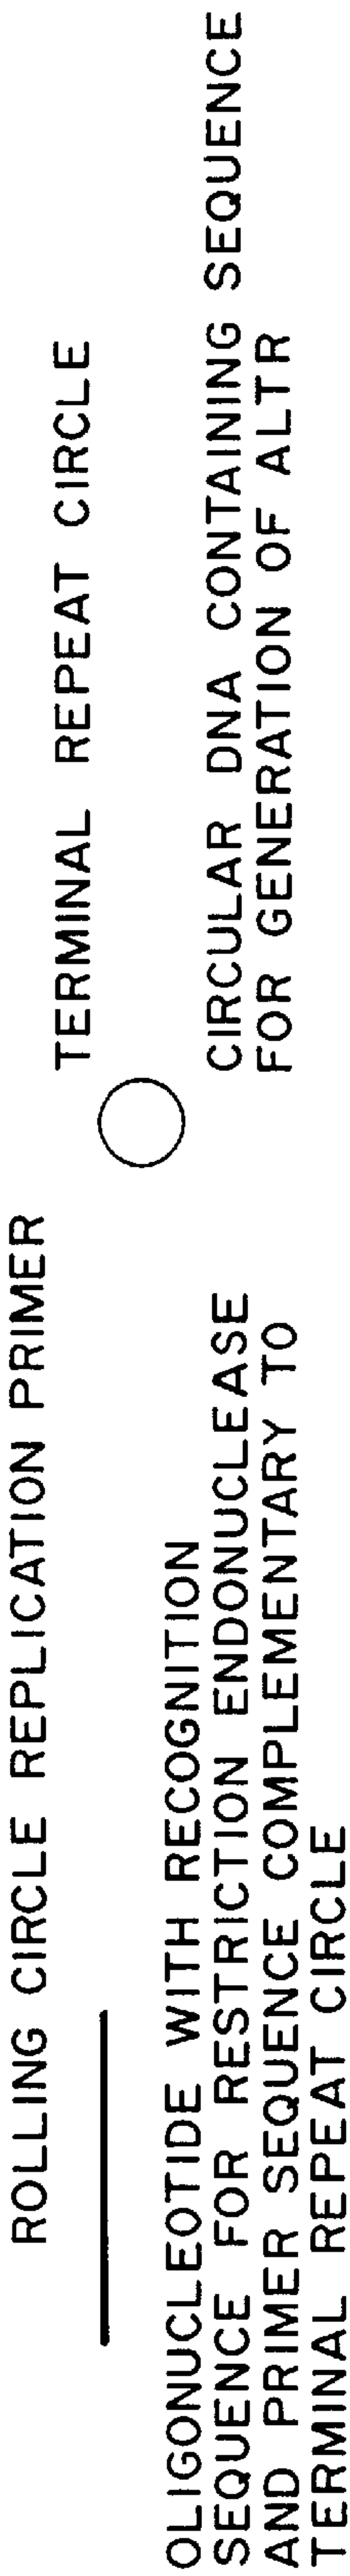 ROLLING CIRCLE REPLICATION PRIMER
OLIGONUCLEOTIDE WITH RECOGNITION
SEQUENCE FOR RESTRICTION ENDONUCLEASE
AND PRIMER SEQUENCE COMPLEMENTARY TO
TERMINAL REPEAT CIRCLE
TERMINAL REPEAT CIRCLE
CIRCULAR DNA CONTAINING SEQUENCE
FOR GENERATION OF ALTR